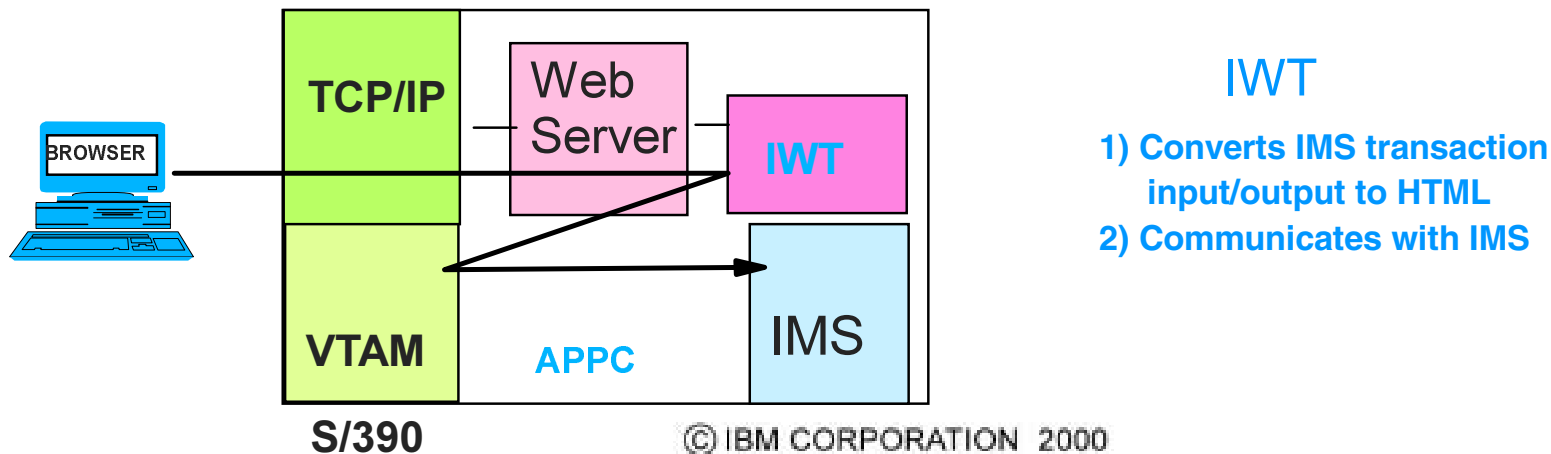 BROWSER
TCP/IP
Web
Server
IWT
VTAM
APPC
IMS
S/390
IWT
1) Converts IMS transaction
input/output to HTML
2) Communicates with IMS
© IBM CORPORATION 2000